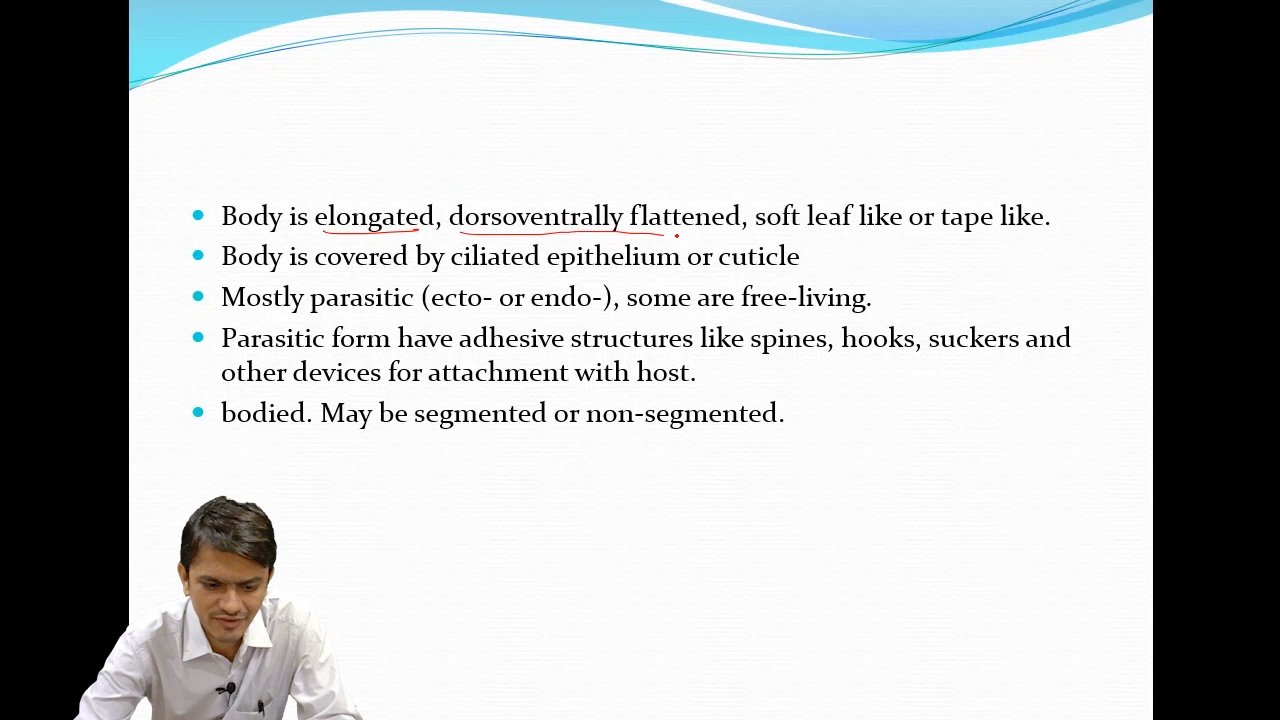 Body is elongated, dorsoventrally flattened, soft leaf like or tape like.
Body is covered by ciliated epithelium or cuticle
Mostly parasitic (ecto- or endo-), some are free-living.
Parasitic form have adhesive structures like spines, hooks, suckers and
other devices for attachment with host.
bodied. May be segmented or non-segmented.